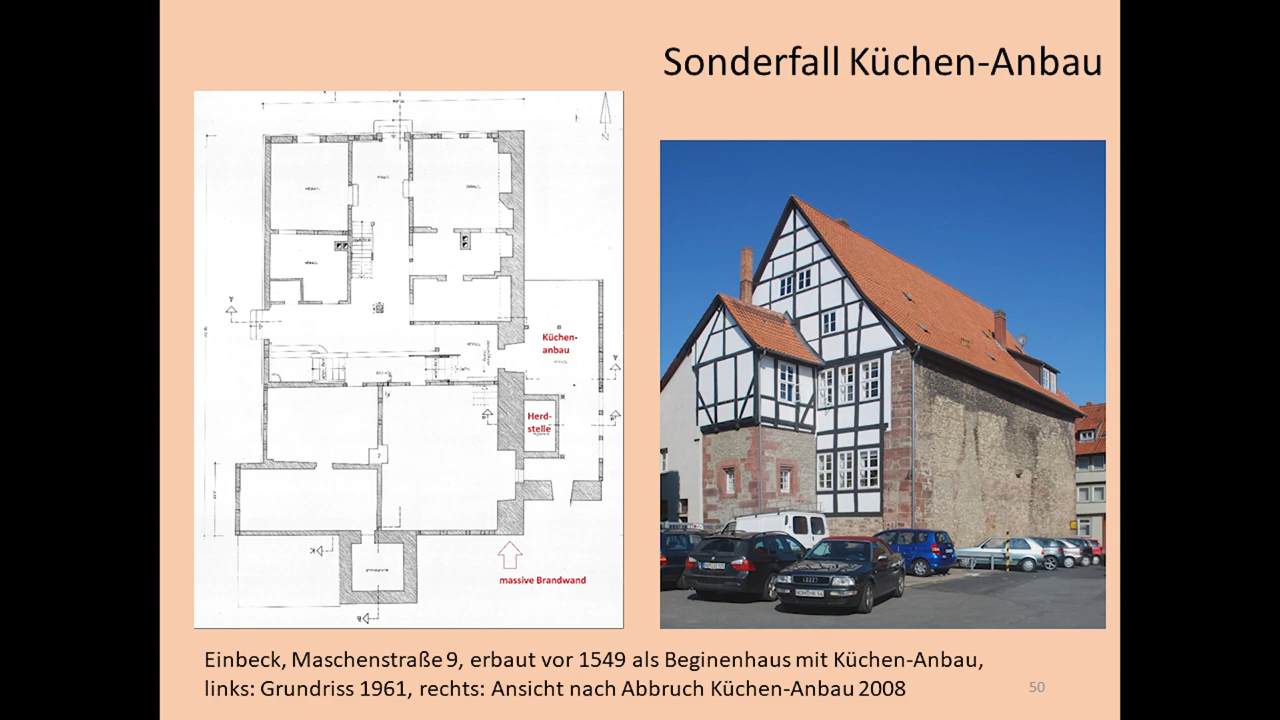 Sonderfall Küchen-Anbau
Küchen-
anbau
Herd-
stelle
massive Brandwand
Einbeck, Maschenstraße 9, erbaut vor 1549 als Beginenhaus mit Küchen-Anbau,
links: Grundriss 1961, rechts: Ansicht nach Abbruch Küchen-Anbau 2008
50